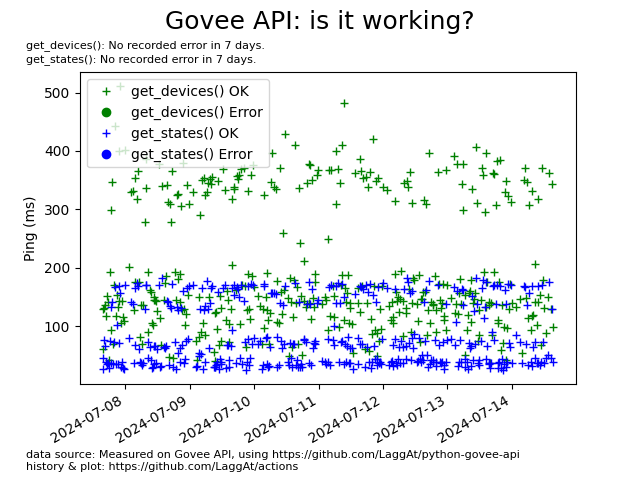 Govee API: is it working?
get_devices(): No recorded error in 7 days.
get_states(): No recorded error in 7 days.
get_devices() OK
get_devices() Error
get_states() OK
get_states() Error
Ping (ms)
500
400
300
200
100
2024-07-08
2024-07-09
2024-07-10
2024-07-11
2024-07-12
2024-07-13
2024-07-14
data source: Measured on Govee API, using https://github.com/LaggAt/python-govee-api
history & plot: https://github.com/LaggAt/actions